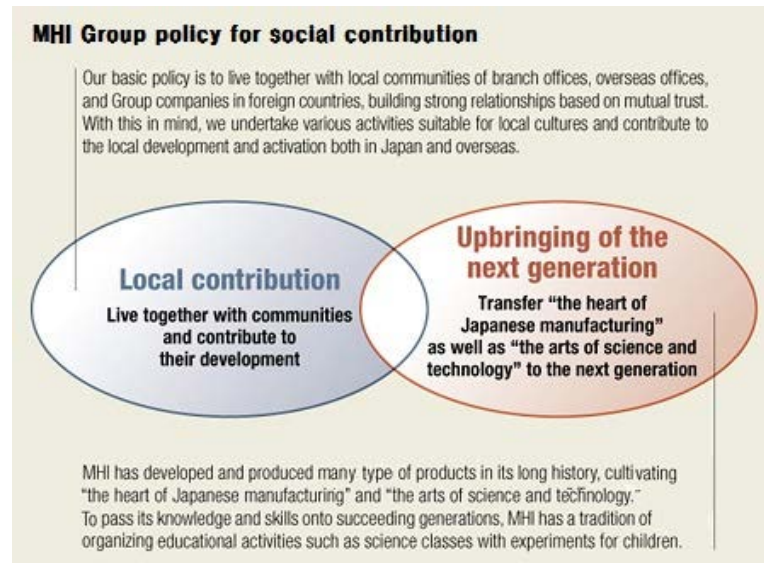 MHI Group policy for social contribution
Our basic policy is to live together with local communities of branch offices, overseas offices,
and Group companies in foreign countries, building strong relationships based on mutual trust.
With this in mind, we undertake various activities suitable for local cultures and contribute to
the local development and activation both in Japan and overseas.
Local contribution
Live together with communities
and contribute to
their development
Upbringing of the
next generation
Transfer “the heart of
Japanese manufacturing”
as well as “the arts of science and
technology” to the next generation
MHI has developed and produced many type of products in its long history, cultivating
“the heart of Japanese manufacturing” and “the arts of science and technology.”
To pass its knowledge and skills onto succeeding generations, MHI has a tradition of
organizing educational activities such as science classes with experiments for children.